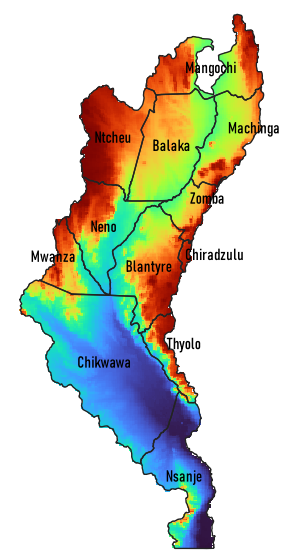 Mangochi
Ntcheu
Machinga
Balaka
Zomba
Neno
Mwanza
Chiradzulu
Blantyre
Thyolo
Chikwawa
Nsanje